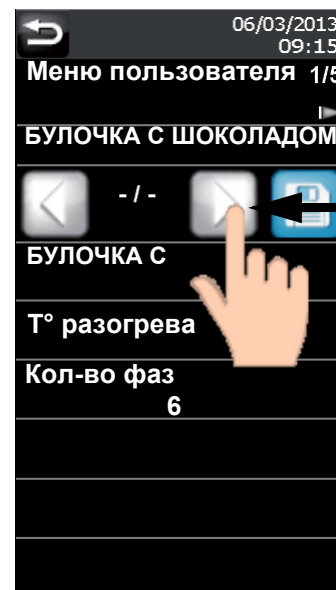 06/03/2013
09:15
Меню пользователя 1/5
БУЛОЧКА С ШОКОЛАДОМ
- / -
БУЛОЧКА С
T° разогрева
Кол-во фаз
6